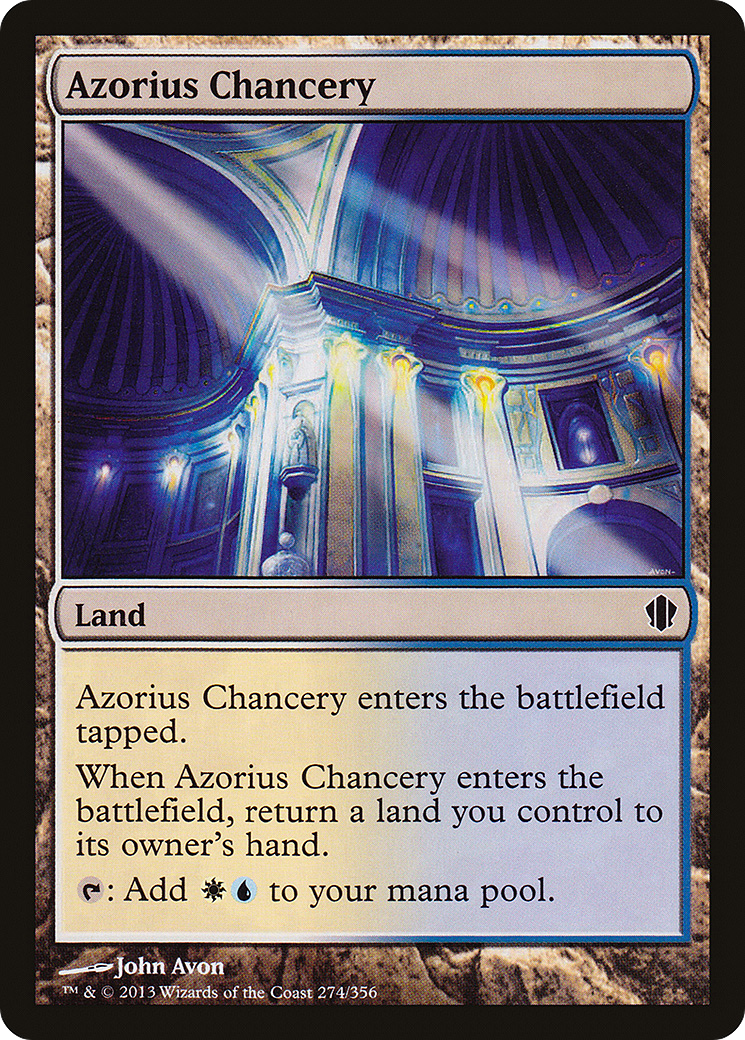 Azorius Chancery
AVON-
Land
Azorius Chancery enters the battlefield
tapped.
When Azorius Chancery enters the
battlefield, return a land you control to
its owner's hand.
: Add to your mana pool.
John Avon
™ & © 2013 Wizards of the Coast 274/356